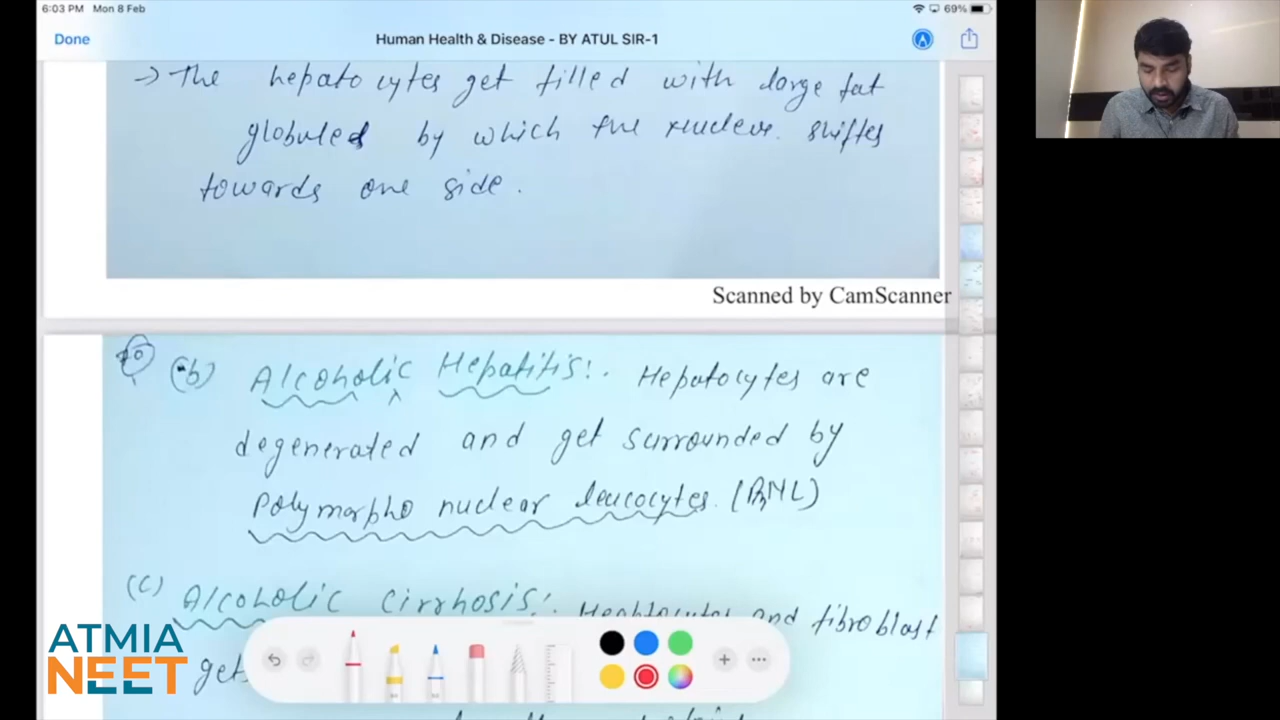 6:03 PM Mon 8 Feb
69%
Done
Human Health & Disease - BY ATUL SIR-1
→ The hepatocytes get filled with large fat
globules by which the nucleus shifts
towards one side.
Scanned by CamScanner
(b) Alcoholic Hepatitis:. Hepatocytes are
degenerated and get surrounded by
Polymorpho nuclear leucocytes. (PMNL)
(c) Alcoholic Cirrhosis:. and fibroblast
get
ATMIA
NEET